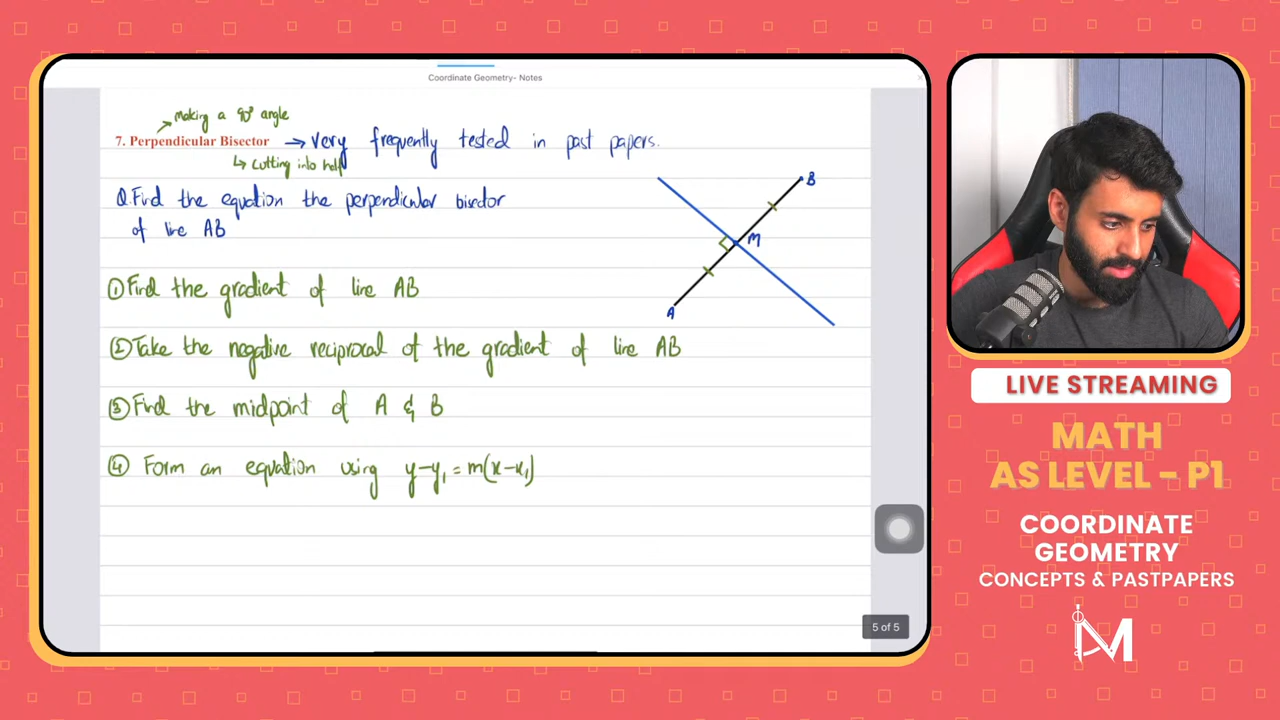 Coordinate Geometry- Notes
making a 90° angle
7. Perpendicular Bisector → Very frequently tested in past papers.
↳ cutting into half
Q. Find the equation the perpendicular bisector
of line AB
B
M
A
① Find the gradient of line AB
② Take the negative reciprocal of the gradient of line AB
③ Find the midpoint of A & B
④ Form an equation using y-y₁ = m(x-x₁)
5 of 5
LIVE STREAMING
MATH
AS LEVEL - P1
COORDINATE
GEOMETRY
CONCEPTS & PASTPAPERS
M